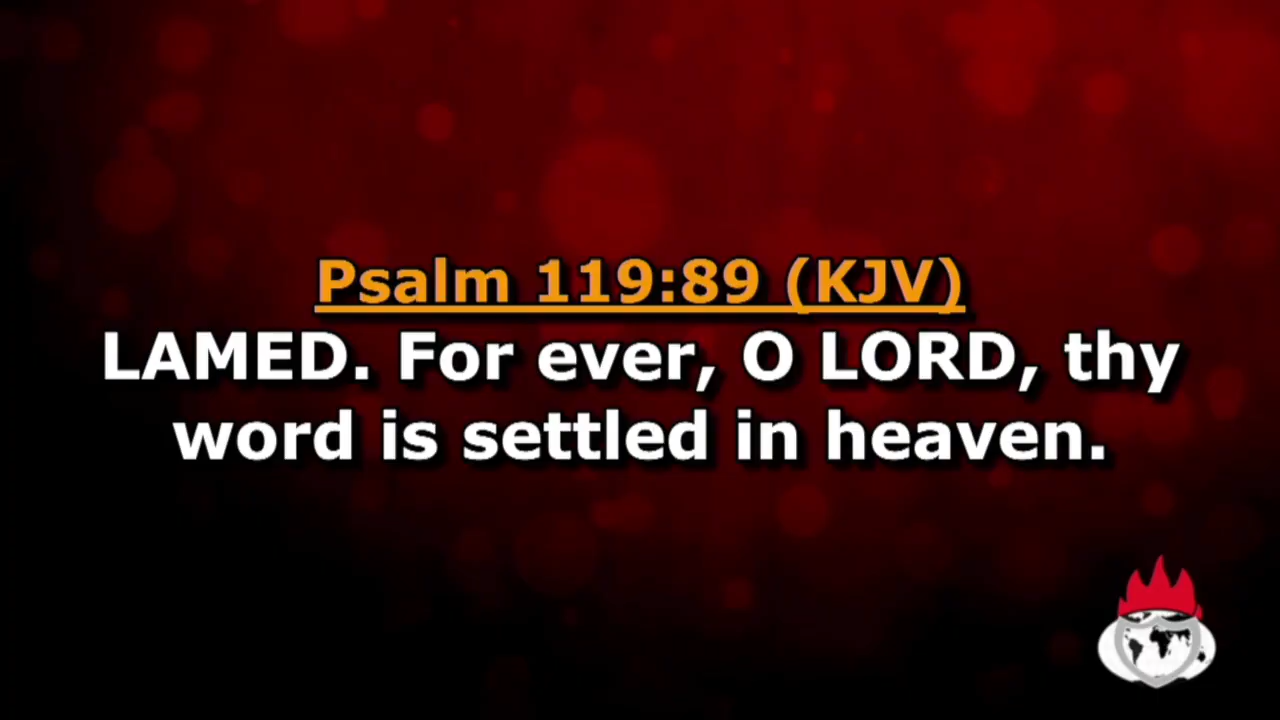 Psalm 119:89 (KJV)
LAMED. For ever, O LORD, thy
word is settled in heaven.